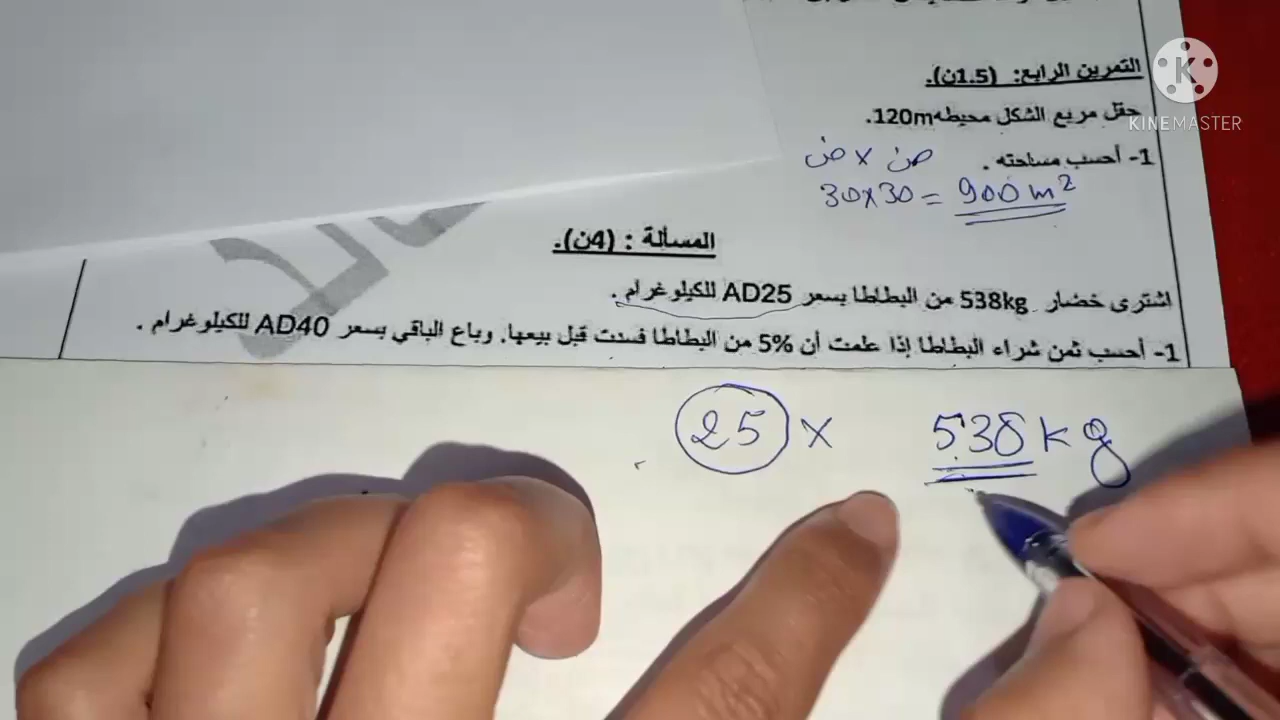 التمرين الرابع: (1.5ن).
حقل مربع الشكل محيطه120m.
1- أحسب مساحته . ض x ض
30x30 = 900 m²
المسألة : (4ن).
اشترى خضار 538kg من البطاطا بسعر AD25 للكيلوغرام .
1- أحسب ثمن شراء البطاطا إذا علمت أن 5% من البطاطا فسدت قبل بيعها. وباع الباقي بسعر AD40 للكيلوغرام .
25 x 538 kg
K
KINEMASTER